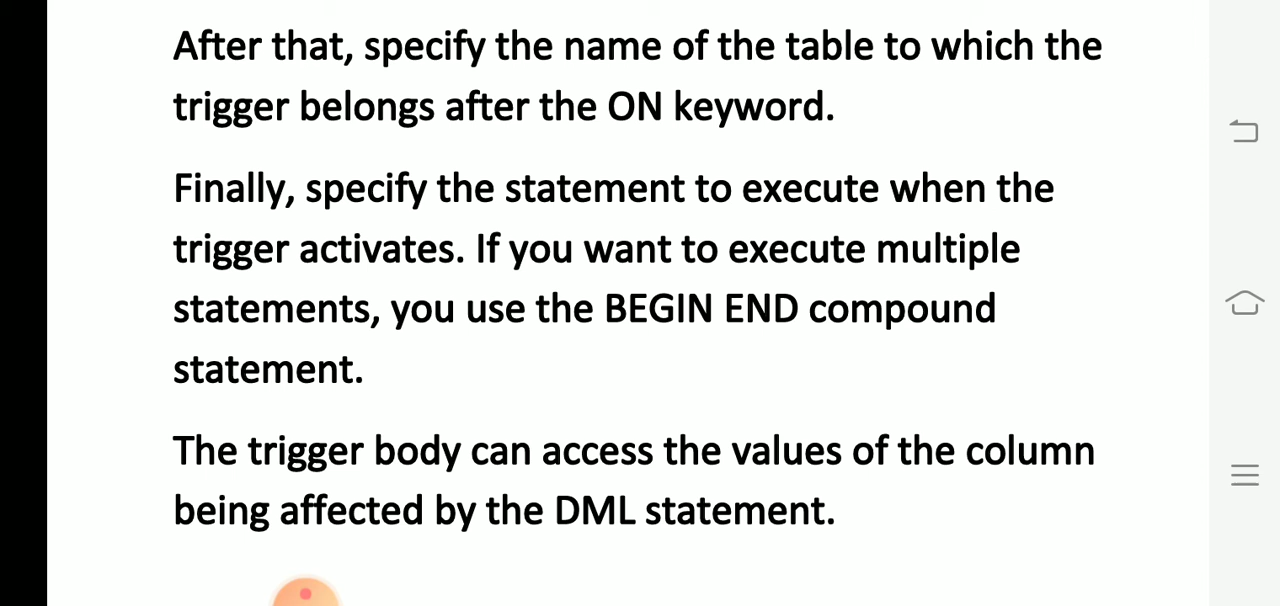 After that, specify the name of the table to which the
trigger belongs after the ON keyword.
Finally, specify the statement to execute when the
trigger activates. If you want to execute multiple
statements, you use the BEGIN END compound
statement.
The trigger body can access the values of the column
being affected by the DML statement.